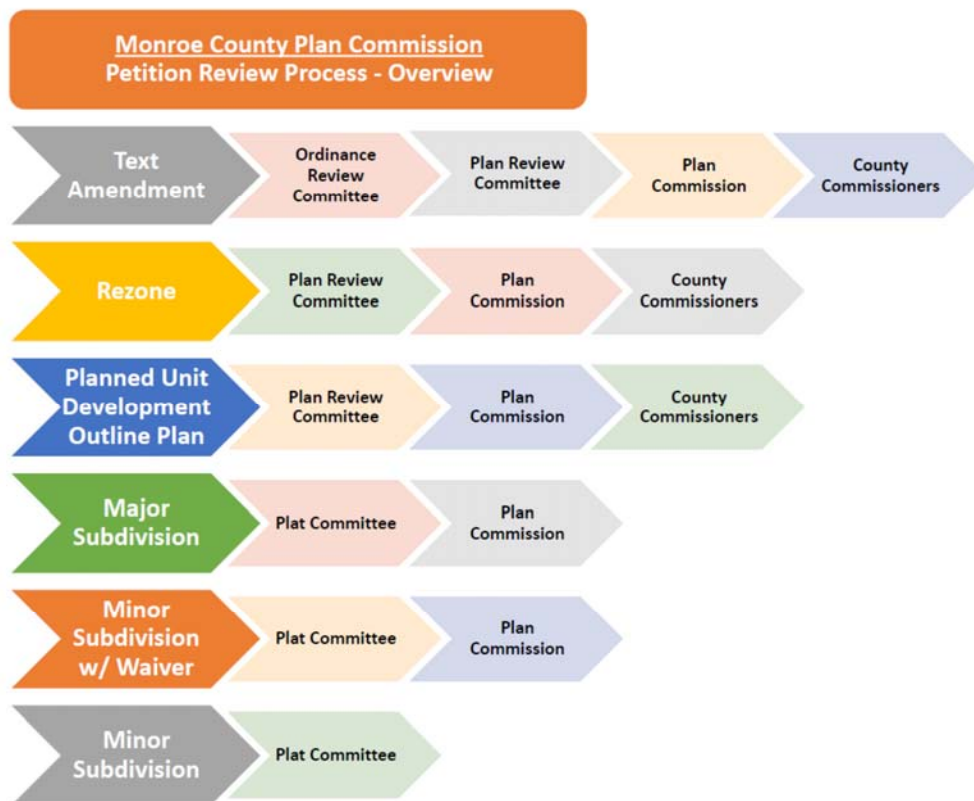 Monroe County Plan Commission
Petition Review Process - Overview
Text
Amendment
Ordinance
Review
Committee
Plan Review
Committee
Plan
Commission
County
Commissioners
Rezone
Plan Review
Committee
Plan
Commission
County
Commissioners
Planned Unit
Development
Outline Plan
Plan Review
Committee
Plan
Commission
County
Commissioners
Major
Subdivision
Plat Committee
Plan
Commission
Minor
Subdivision
w/ Waiver
Plat Committee
Plan
Commission
Minor
Subdivision
Plat Committee